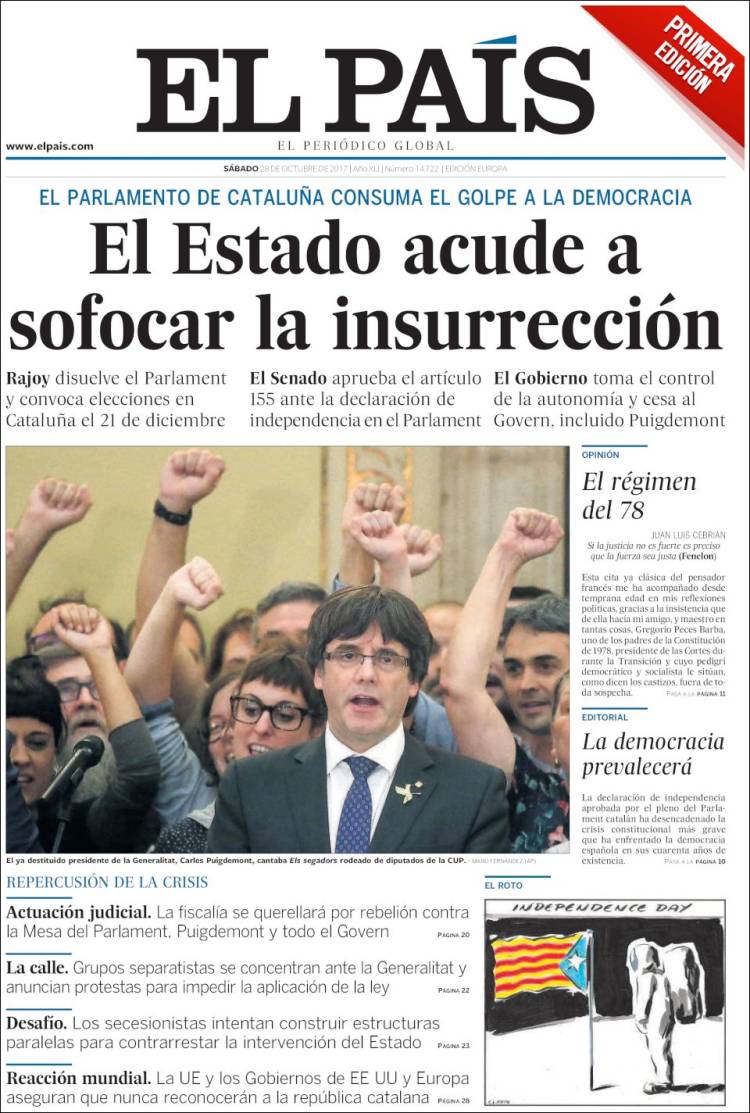 PRIMERA
EDICIÓN
EL PAÍS
www.elpais.com
EL PERIÓDICO GLOBAL
SÁBADO 28 DE OCTUBRE DE 2017 | Año XLI | Número 14.722 | EDICIÓN EUROPA
EL PARLAMENTO DE CATALUÑA CONSUMA EL GOLPE A LA DEMOCRACIA
El Estado acude a
sofocar la insurrección
Rajoy disuelve el Parlament
y convoca elecciones en
Cataluña el 21 de diciembre
El Senado aprueba el artículo
155 ante la declaración de
independencia en el Parlament
El Gobierno toma el control
de la autonomía y cesa al
Govern, incluido Puigdemont
El ya destituido presidente de la Generalitat, Carles Puigdemont, cantaba Els segadors rodeado de diputados de la CUP. / MANU FERNÁNDEZ (AP)
OPINIÓN
El régimen
del 78
JUAN LUIS CEBRIÁN
Si la justicia no es fuerte es preciso
que la fuerza sea justa (Fenelon)
Esta cita ya clásica del pensador
francés me ha acompañado desde
temprana edad en mis reflexiones
políticas, gracias a la insistencia que
de ella hacía mi amigo, y maestro en
tantas cosas, Gregorio Peces Barba,
uno de los padres de la Constitución
de 1978, presidente de las Cortes du-
rante la Transición y cuyo pedigrí
democrático y socialista le sitúan,
como dicen los castizos, fuera de to-
da sospecha. PASA A LA PÁGINA 11
EDITORIAL
La democracia
prevalecerá
La declaración de independencia
aprobada por el pleno del Parla-
ment catalán ha desencadenado la
crisis constitucional más grave
que ha enfrentado la democracia
española en sus cuarenta años de
existencia. PASA A LA PÁGINA 10
REPERCUSIÓN DE LA CRISIS
Actuación judicial. La fiscalía se querellará por rebelión contra
la Mesa del Parlament, Puigdemont y todo el Govern PÁGINA 20
La calle. Grupos separatistas se concentran ante la Generalitat y
anuncian protestas para impedir la aplicación de la ley PÁGINA 22
Desafío. Los secesionistas intentan construir estructuras
paralelas para contrarrestar la intervención del Estado PÁGINA 23
Reacción mundial. La UE y los Gobiernos de EE UU y Europa
aseguran que nunca reconocerán a la república catalana PÁGINA 28
EL ROTO
INDEPENDENCE DAY
EL ROTO